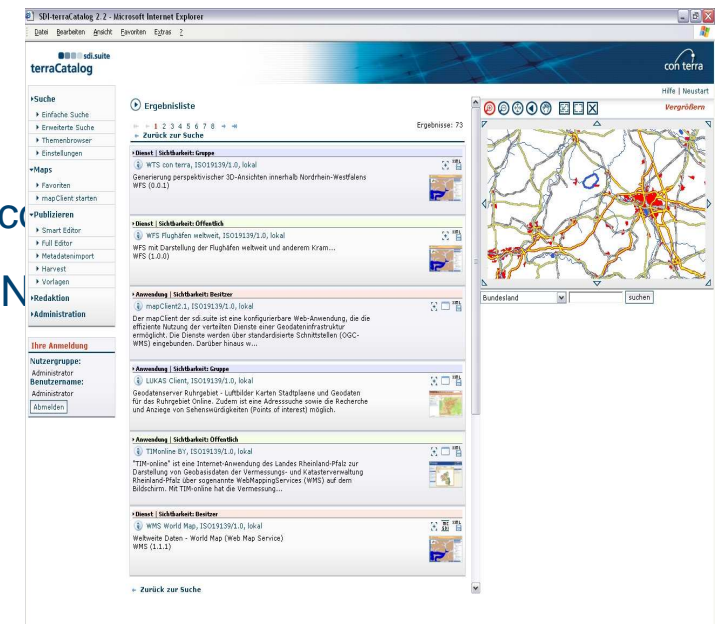 SDI-terraCatalog 2.2 - Microsoft Internet Explorer
Datei Bearbeiten Ansicht Favoriten Extras ?
sdi.suite
terraCatalog
con terra
Hilfe | Neustart
Suche
Einfache Suche
Erweiterte Suche
Themenbrowser
Einstellungen
Maps
Favoriten
mapClient starten
Publizieren
Smart Editor
Full Editor
Metadatenimport
Harvest
Vorlagen
Redaktion
Administration
Ihre Anmeldung
Nutzergruppe:
Administrator
Benutzername:
Administrator
Abmelden
Ergebnisliste
1 2 3 4 5 6 7 8
Ergebnisse: 73
Zurück zur Suche
Dienst | Sichtbarkeit: Gruppe
WTS con terra, ISO19139/1.0, lokal
Generierung perspektivischer 3D-Ansichten innerhalb Nordrhein-Westfalens
WFS (0.0.1)
Dienst | Sichtbarkeit: Öffentlich
WFS Flughäfen weltweit, ISO19139/1.0, lokal
WFS mit Darstellung der Flughäfen weltweit und anderem Kram...
WFS (1.0.0)
Anwendung | Sichtbarkeit: Besitzer
mapClient2.1, ISO19139/1.0, lokal
Der mapClient der sdi.suite ist eine konfigurierbare Web-Anwendung, die die
effiziente Nutzung der verteilten Dienste einer Geodateninfrastruktur
ermöglicht. Die Dienste werden über standardisierte Schnittstellen (OGC-
WMS) eingebunden. Darüber hinaus w...
Anwendung | Sichtbarkeit: Gruppe
LUKAS Client, ISO19139/1.0, lokal
Geodatenserver Ruhrgebiet - Luftbilder Karten Stadtplaene und Geodaten
für das Ruhrgebiet Online. Zudem ist eine Adresssuche sowie die Recherche
und Anziege von Sehenswürdigkeiten (Points of interest) möglich.
Anwendung | Sichtbarkeit: Öffentlich
TIMonline BY, ISO19139/1.0, lokal
"TIM-online" ist eine Internet-Anwendung des Landes Rheinland-Pfalz zur
Darstellung von Geobasisdaten der Vermessungs- und Katasterverwaltung
Rheinland-Pfalz über sogenannte WebMappingServices (WMS) auf dem
Bildschirm. Mit TIM-online hat die Vermessung...
Dienst | Sichtbarkeit: Besitzer
WMS World Map, ISO19139/1.0, lokal
Weltweite Daten - World Map (Web Map Service)
WMS (1.1.1)
Zurück zur Suche
Vergrößern
Bundesland
suchen
N